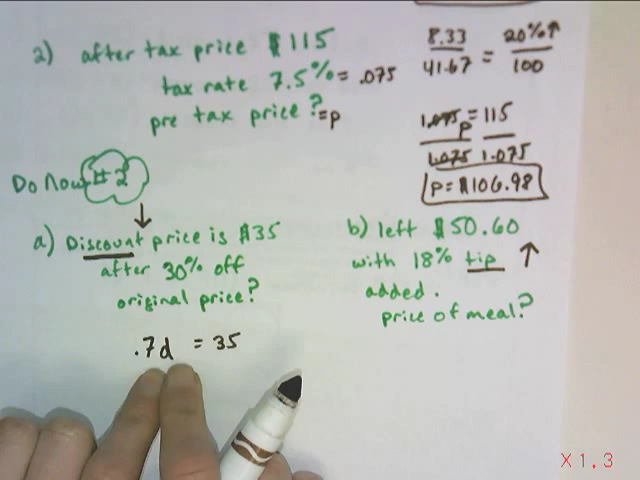 2) after tax price $115
tax rate 7.5% = .075
pre tax price? = p
8.33 = 20%↑
41.67 100
1.075p = 115
1.075 1.075
p = $106.98
Do Now #2
↓
a) Discount price is $35
after 30% off
original price?
.7d = 35
b) left $50.60
with 18% tip ↑
added.
price of meal?
X1.3